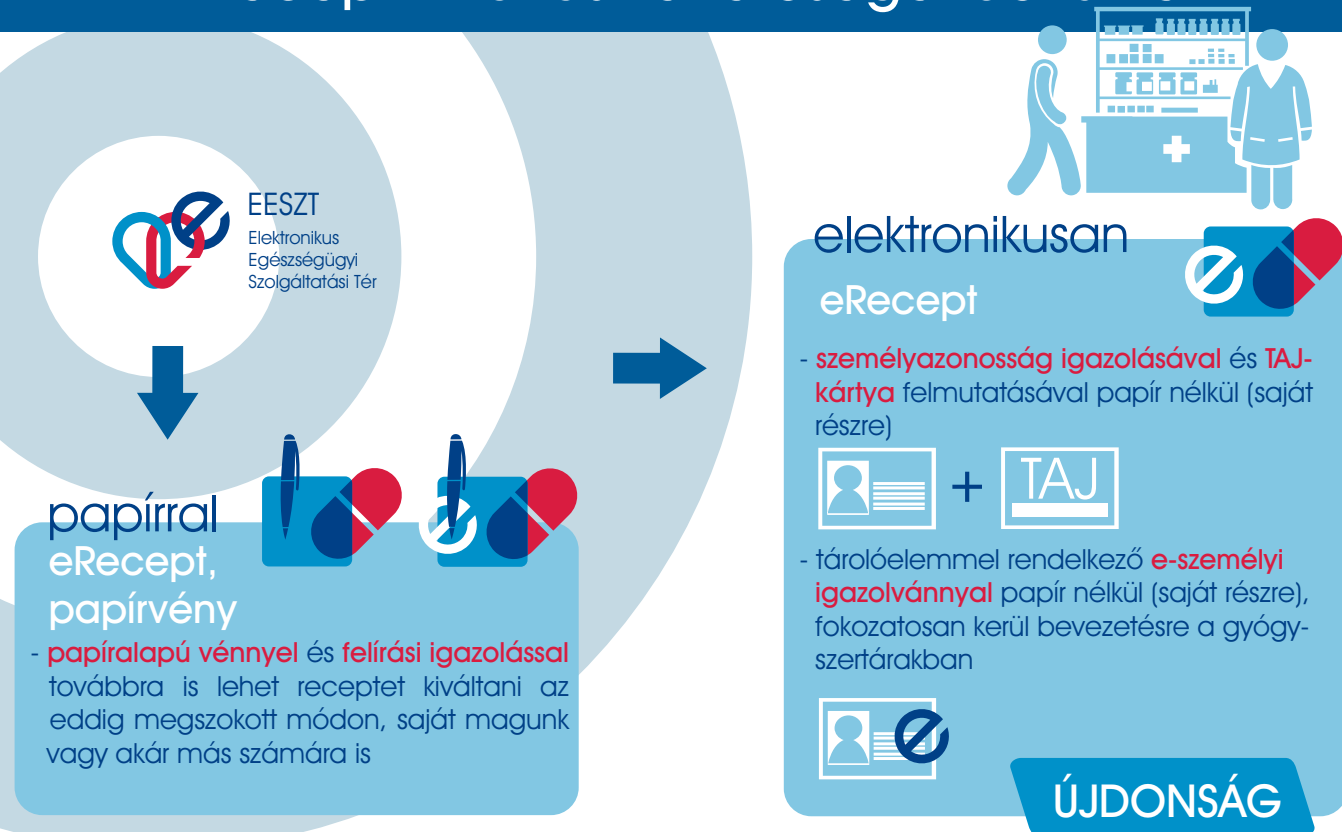 EESZT
Elektronikus
Egészségügyi
Szolgáltatási Tér
papírral
eRecept,
papírvény
- papíralapú vénnyel és felírási igazolással
továbbra is lehet receptet kiváltani az
eddig megszokott módon, saját magunk
vagy akár más számára is
elektronikusan
eRecept
- személyazonosság igazolásával és TAJ-
kártya felmutatásával papír nélkül (saját
részre)
+
TAJ
- tárolóelemmel rendelkező e-személyi
igazolvánnyal papír nélkül (saját részre),
fokozatosan kerül bevezetésre a gyógy-
szertárakban
ÚJDONSÁG